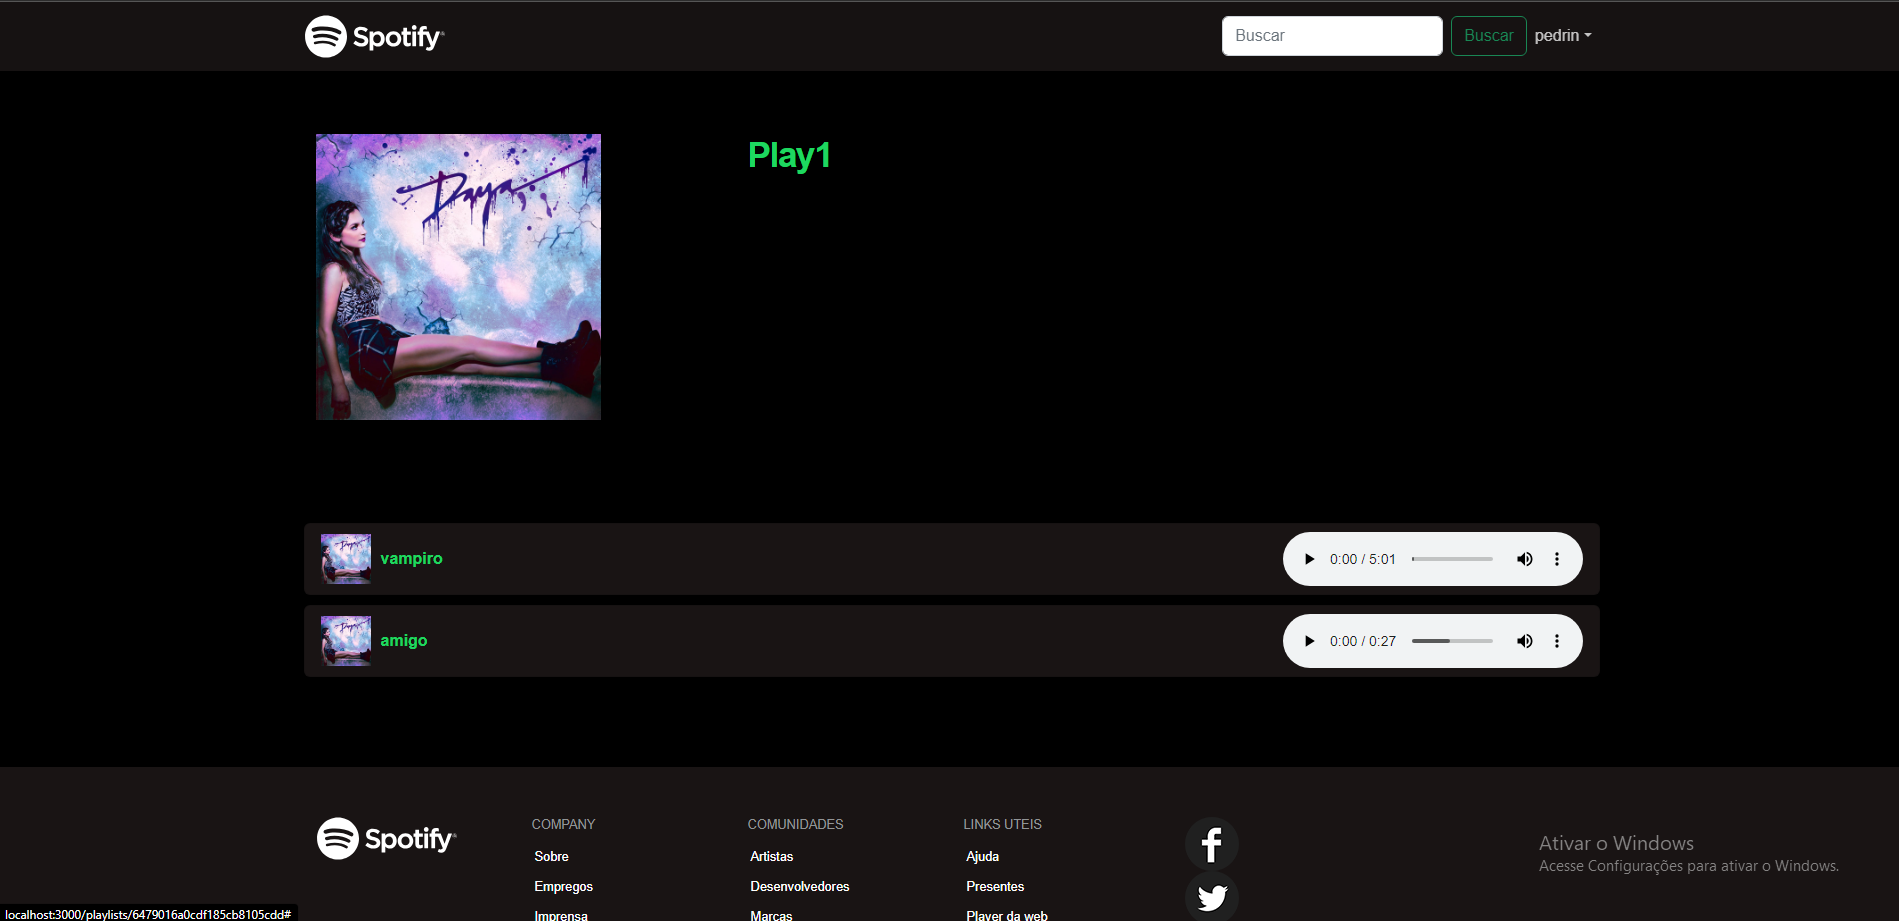 Spotify
Buscar
Buscar
pedrin
Daya
Play1
Daya
vampiro
0:00 / 5:01
Daya
amigo
0:00 / 0:27
Spotify
COMPANY
Sobre
Empregos
Imprensa
COMUNIDADES
Artistas
Desenvolvedores
Marcas
LINKS UTEIS
Ajuda
Presentes
Player da web
Ativar o Windows
Acesse Configurações para ativar o Windows.
localhost:3000/playlists/6479016a0cdf185cb8105cdd#